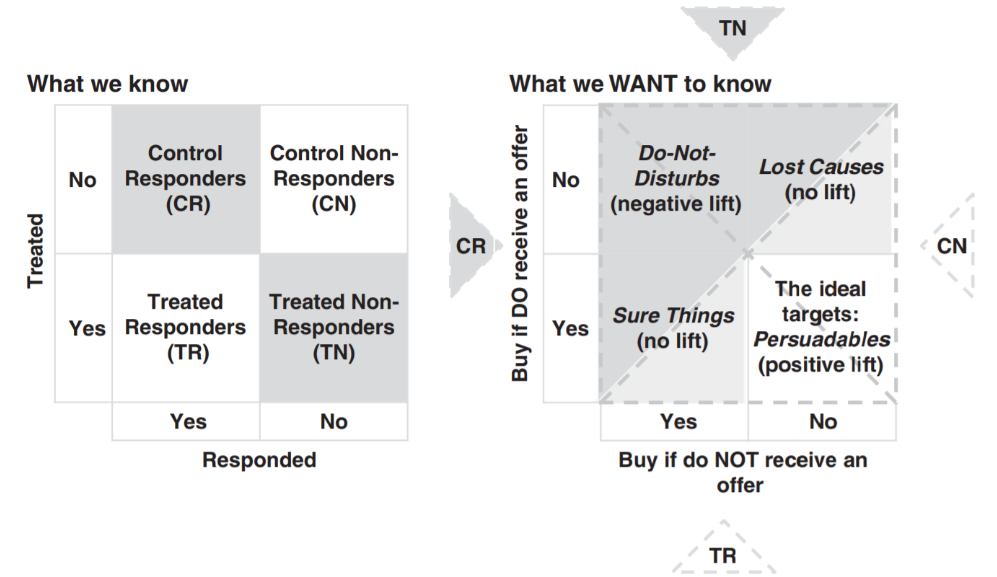 TN
What we know
Treated
No
Yes
Control
Responders
(CR)
Control Non-
Responders
(CN)
Treated
Responders
(TR)
Treated Non-
Responders
(TN)
Yes
No
Responded
CR
What we WANT to know
Buy if DO receive an offer
No
Yes
Do-Not-
Disturbs
(negative lift)
Lost Causes
(no lift)
Sure Things
(no lift)
The ideal
targets:
Persuadables
(positive lift)
Yes
No
Buy if do NOT receive an
offer
CN
TR